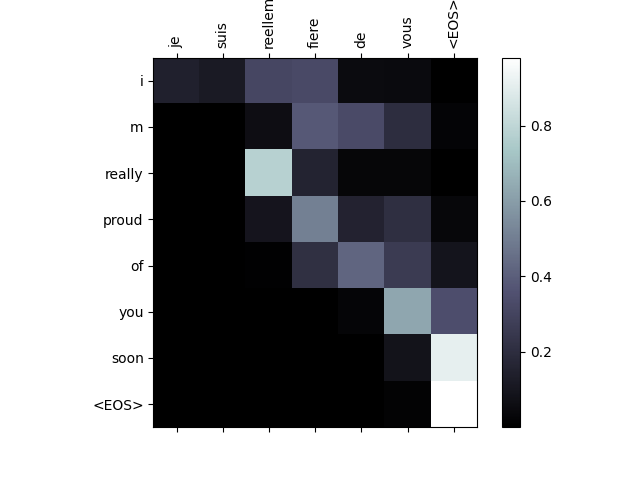 je
suis
reellem
fiere
de
vous
<EOS>
i
m
really
proud
of
you
soon
<EOS>
0.8
0.6
0.4
0.2